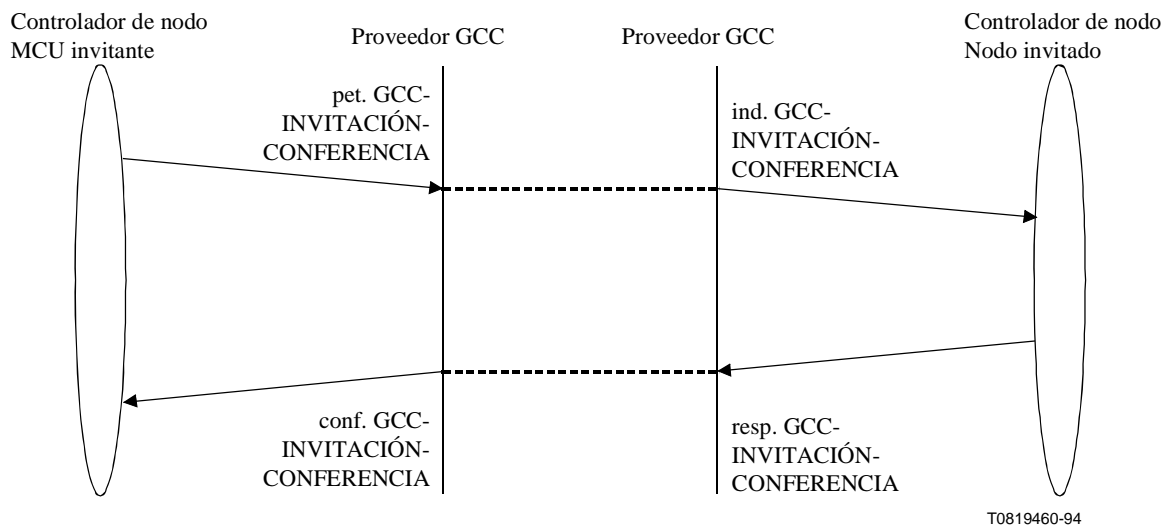 Controlador de nodo
MCU invitante
Proveedor GCC
Proveedor GCC
Controlador de nodo
Nodo invitado
pet. GCC-
INVITACIÓN-
CONFERENCIA
ind. GCC-
INVITACIÓN-
CONFERENCIA
conf. GCC-
INVITACIÓN-
CONFERENCIA
resp. GCC-
INVITACIÓN-
CONFERENCIA
T0819460-94